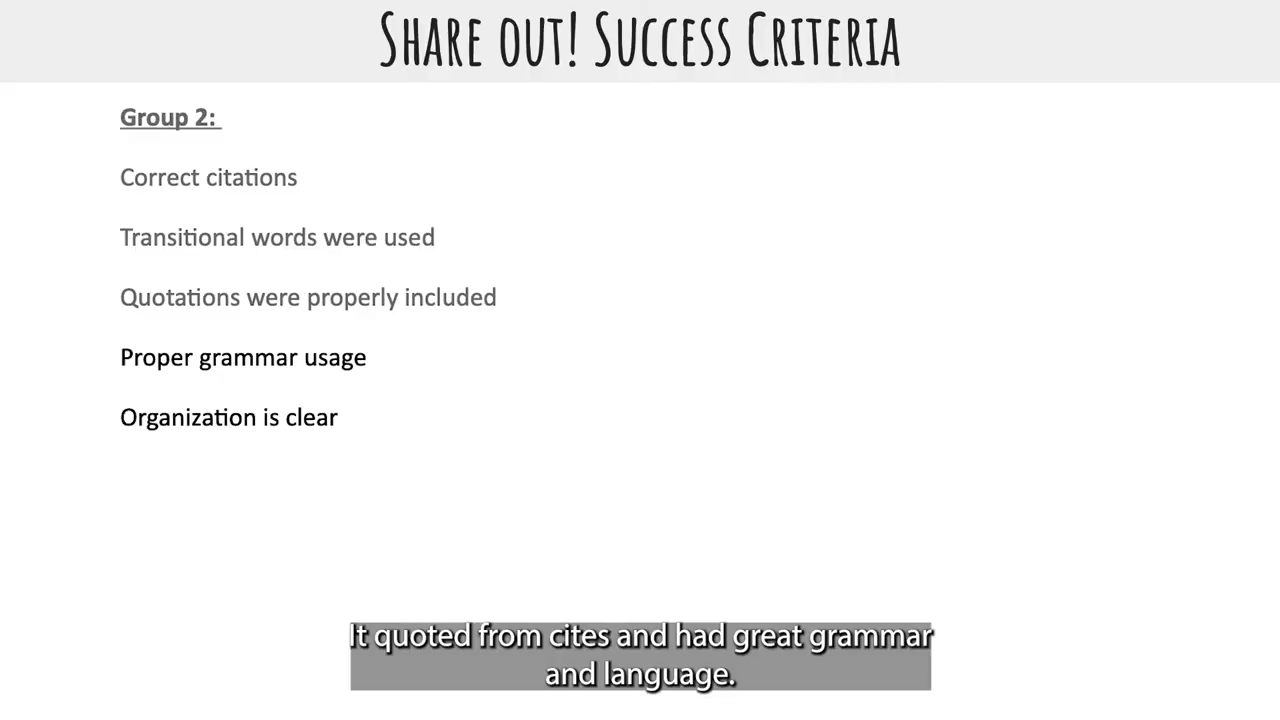 Share out! Success Criteria
Group 2:
Correct citations
Transitional words were used
Quotations were properly included
Proper grammar usage
Organization is clear
It quoted from cites and had great grammar
and language.